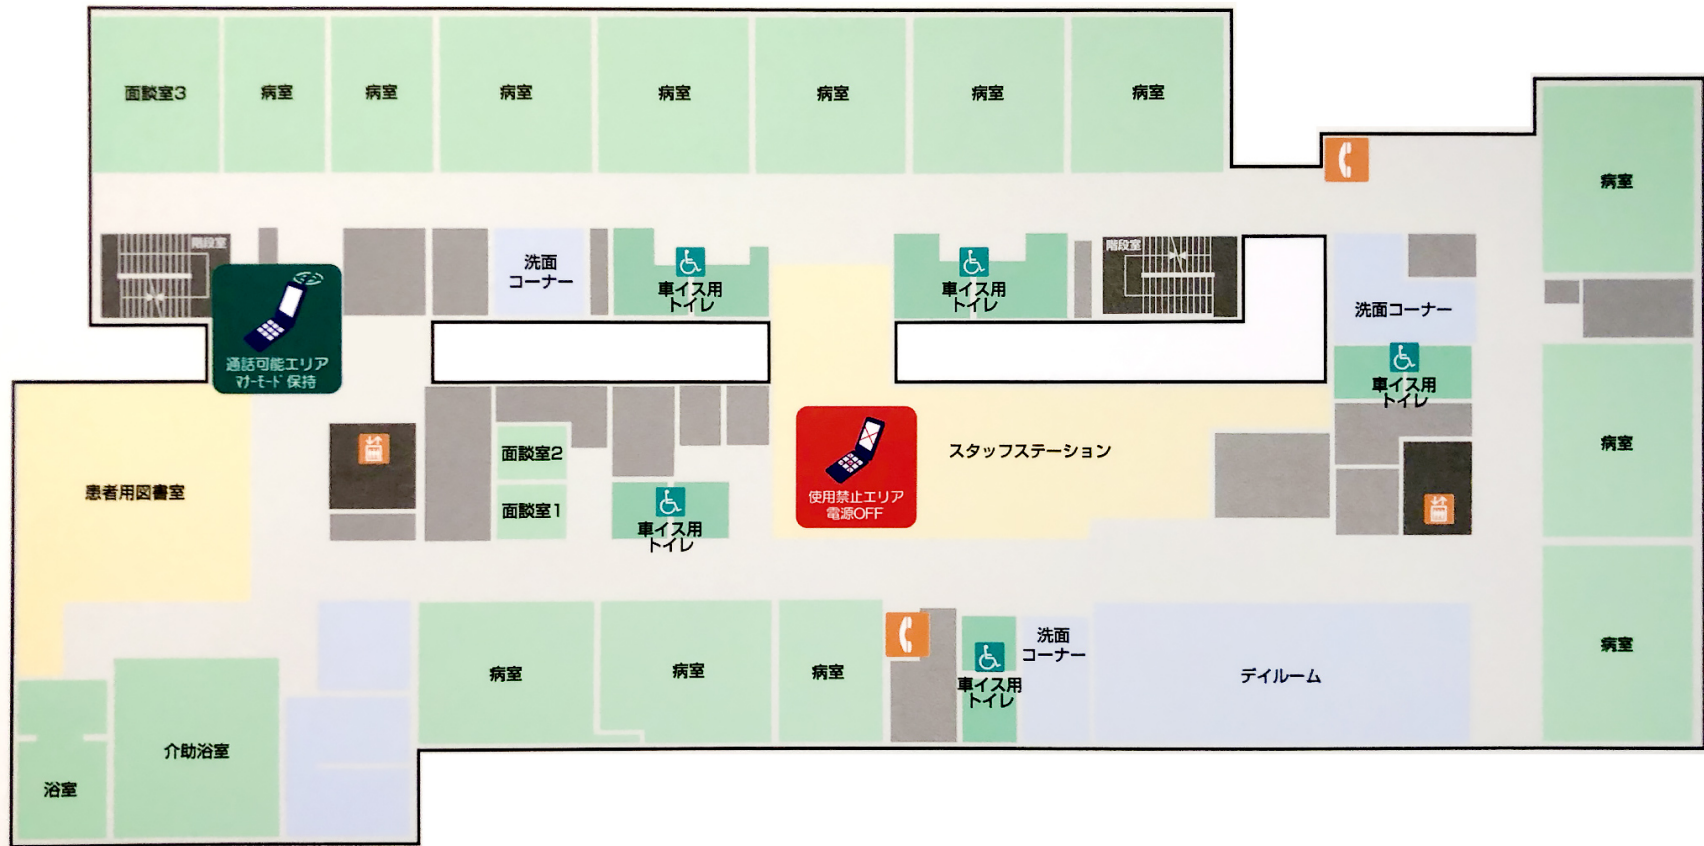 面談室3
病室
病室
病室
病室
病室
病室
病室
病室
階段室
洗面
コーナー
車イス用
トイレ
車イス用
トイレ
階段室
洗面コーナー
通話可能エリア
マナーモード保持
車イス用
トイレ
患者用図書室
面談室2
面談室1
車イス用
トイレ
使用禁止エリア
電源OFF
スタッフステーション
病室
病室
病室
病室
病室
車イス用
トイレ
洗面
コーナー
デイルーム
介助浴室
浴室